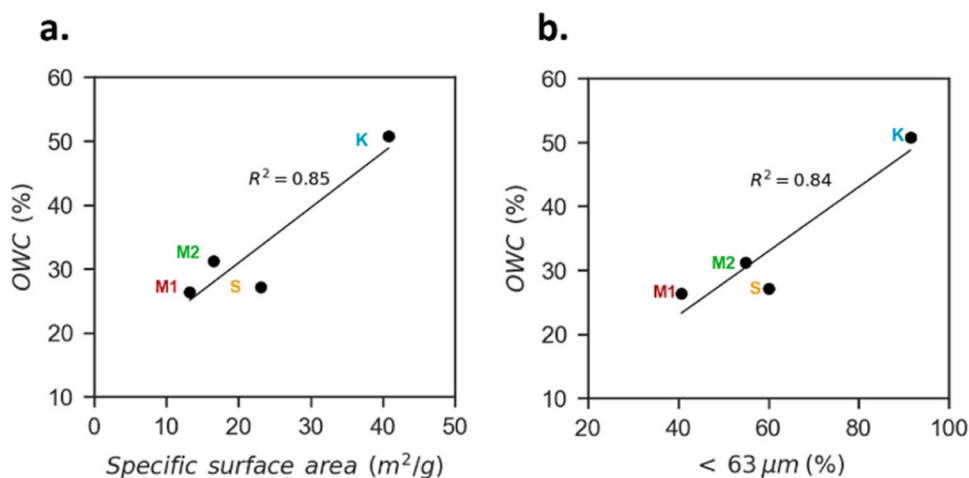 a.
60
50
40
30
20
10
OWC (%)
K
R² = 0.85
M2
M1
S
0 10 20 30 40 50
Specific surface area (m²/g)
b.
60
50
40
30
20
10
OWC (%)
K
R² = 0.84
M2
M1
S
20 40 60 80 100
< 63 μm (%)